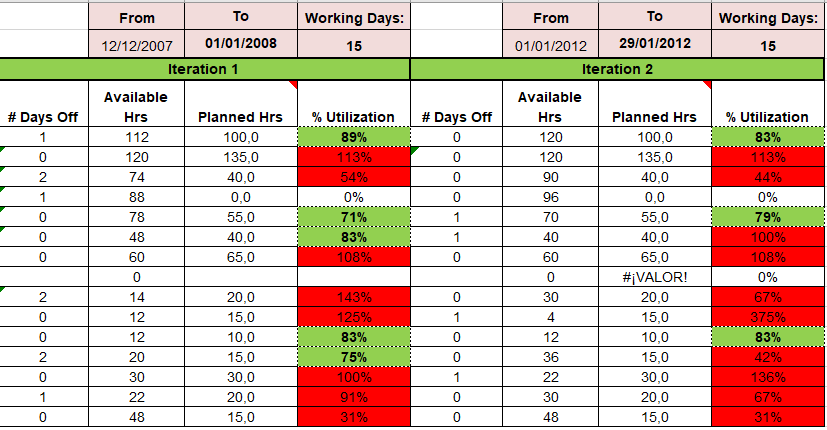 From To Working Days: From To Working Days:
12/12/2007 01/01/2008 15 01/01/2012 29/01/2012 15
Iteration 1 Iteration 2
# Days Off Available Hrs Planned Hrs % Utilization # Days Off Available Hrs Planned Hrs % Utilization
1 112 100,0 89% 0 120 100,0 83%
0 120 135,0 113% 0 120 135,0 113%
2 74 40,0 54% 0 90 40,0 44%
1 88 0,0 0% 0 96 0,0 0%
0 78 55,0 71% 1 70 55,0 79%
0 48 40,0 83% 1 40 40,0 100%
0 60 65,0 108% 0 60 65,0 108%
0 0 #¡VALOR! 0%
2 14 20,0 143% 0 30 20,0 67%
0 12 15,0 125% 1 4 15,0 375%
0 12 10,0 83% 0 12 10,0 83%
2 20 15,0 75% 0 36 15,0 42%
0 30 30,0 100% 1 22 30,0 136%
1 22 20,0 91% 0 30 20,0 67%
0 48 15,0 31% 0 48 15,0 31%